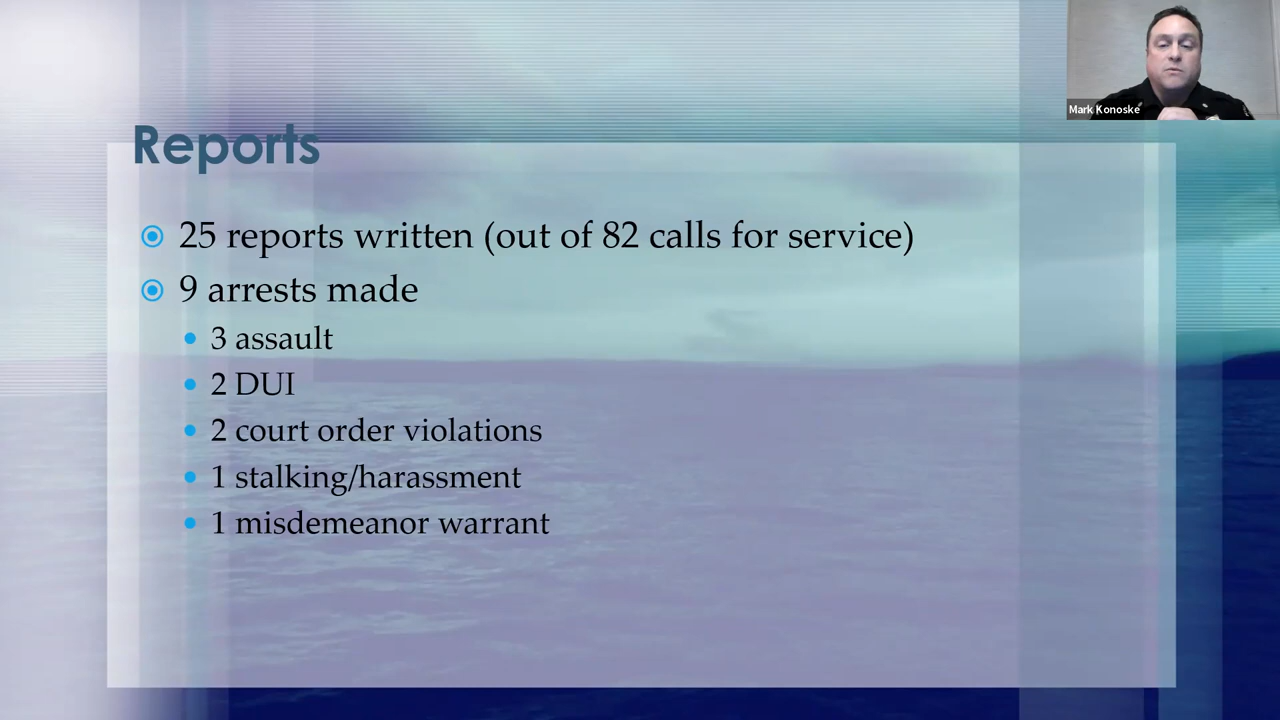 Mark Konoske
Reports
25 reports written (out of 82 calls for service)
9 arrests made
3 assault
2 DUI
2 court order violations
1 stalking/harassment
1 misdemeanor warrant